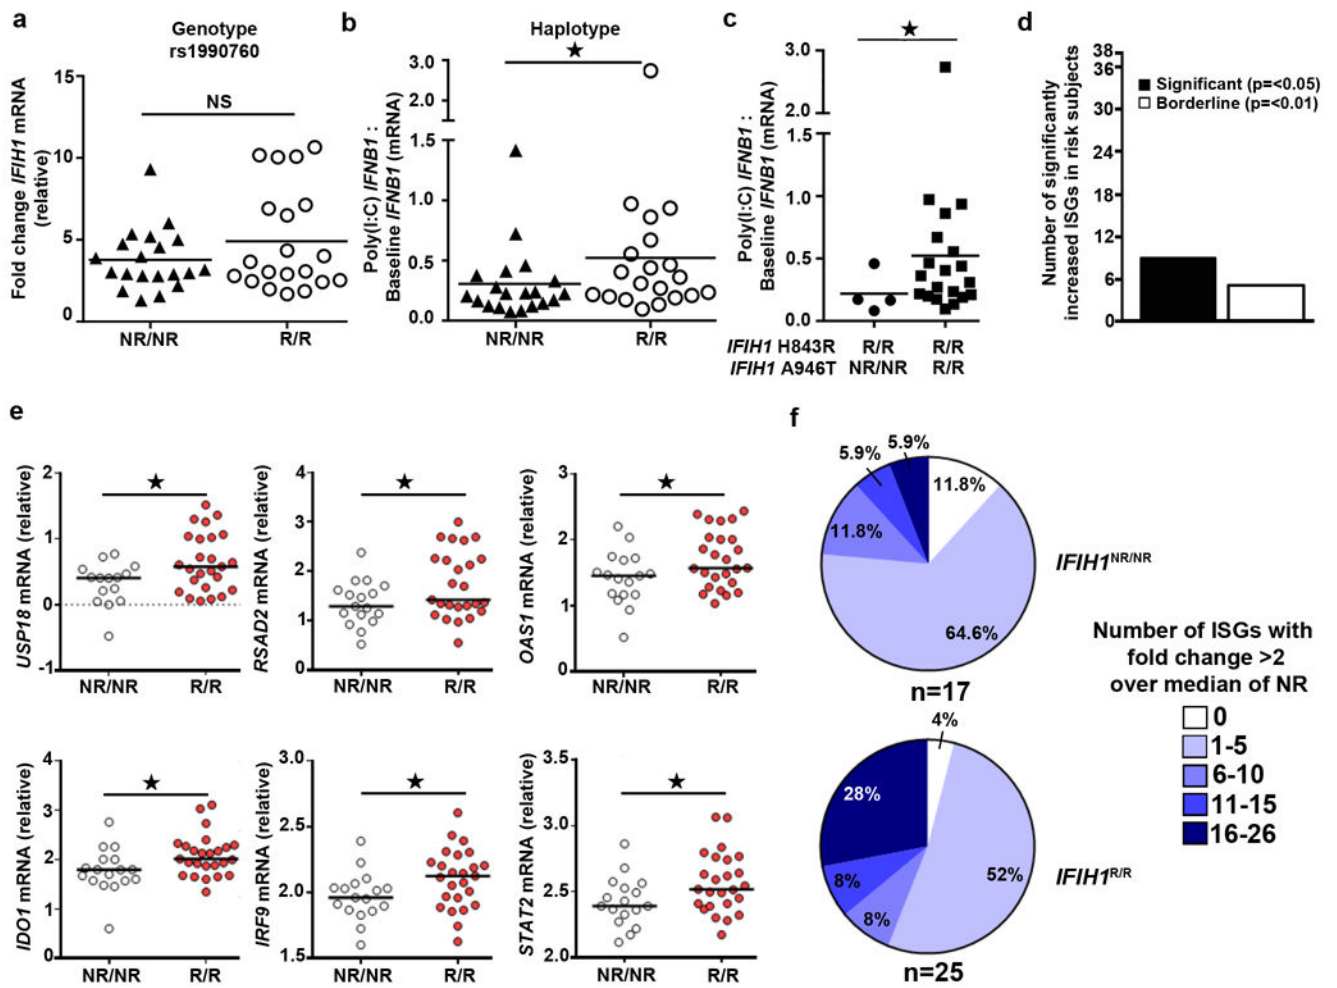 a
Genotype
rs1990760
Fold change IFIH1 mRNA
(relative)
15
10
5
0
NS
NR/NR
R/R
b
Haplotype
★
Poly(I:C) IFNB1 :
Baseline IFNB1 (mRNA)
3.0
2.0
1.5
1.0
0.5
0.0
NR/NR
R/R
c
★
Poly(I:C) IFNB1 :
Baseline IFNB1 (mRNA)
3.0
2.0
1.5
1.0
0.5
0.0
IFIH1 H843R R/R R/R
IFIH1 A946T NR/NR R/R
d
Number of significantly
increased ISGs in risk subjects
38
36
30
24
18
12
6
0
Significant (p=<0.05)
Borderline (p=<0.01)
e
USP18 mRNA (relative)
2
1
0
-1
★
NR/NR
R/R
RSAD2 mRNA (relative)
4
3
2
1
0
★
NR/NR
R/R
OAS1 mRNA (relative)
3
2
1
0
★
NR/NR
R/R
IDO1 mRNA (relative)
4
3
2
1
0
★
NR/NR
R/R
IRF9 mRNA (relative)
3.0
2.5
2.0
1.5
★
NR/NR
R/R
STAT2 mRNA (relative)
3.5
3.0
2.5
2.0
★
NR/NR
R/R
f
5.9%
5.9%
11.8%
11.8%
64.6%
n=17
IFIH1NR/NR
Number of ISGs with
fold change >2
over median of NR
0
1-5
6-10
11-15
16-26
4%
28%
52%
8%
8%
n=25
IFIH1R/R